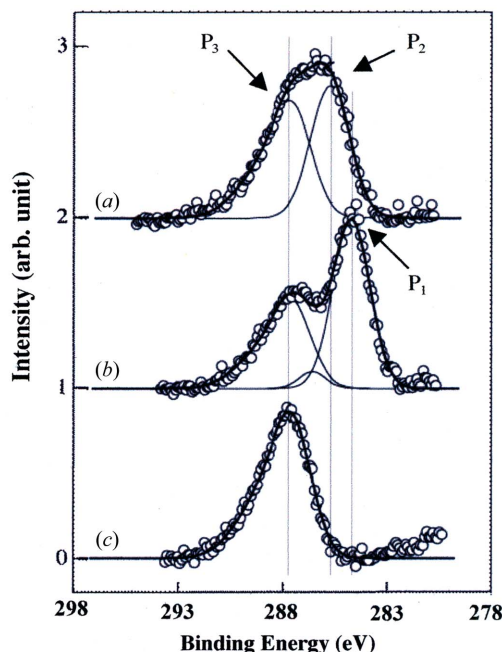 3
P3
P2
(a)
2
P1
Intensity (arb. unit)
(b)
1
(c)
0
298
293
288
283
278
Binding Energy (eV)